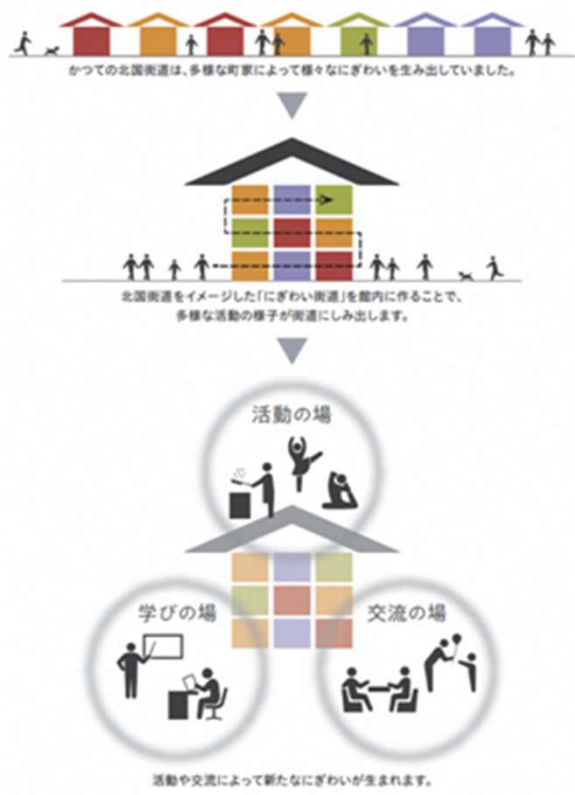 かつての北国街道は、多様な町家によって様々なにぎわいを生み出していました。
北国街道をイメージした「にぎわい街道」を館内に作ることで、
多様な活動の様子が街道にしみ出します。
活動の場
学びの場
交流の場
活動や交流によって新たなにぎわいが生まれます。